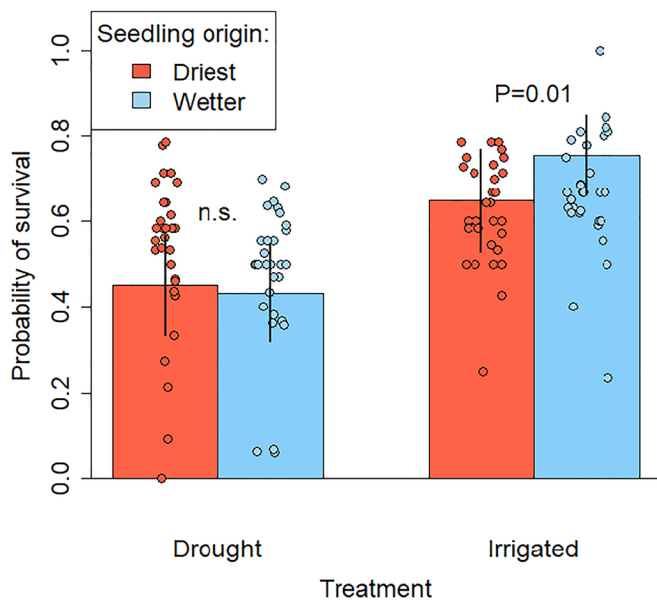 Seedling origin:
Driest
Wetter
P=0.01
n.s.
Probability of survival
1.0
0.8
0.6
0.4
0.2
0.0
Drought
Irrigated
Treatment